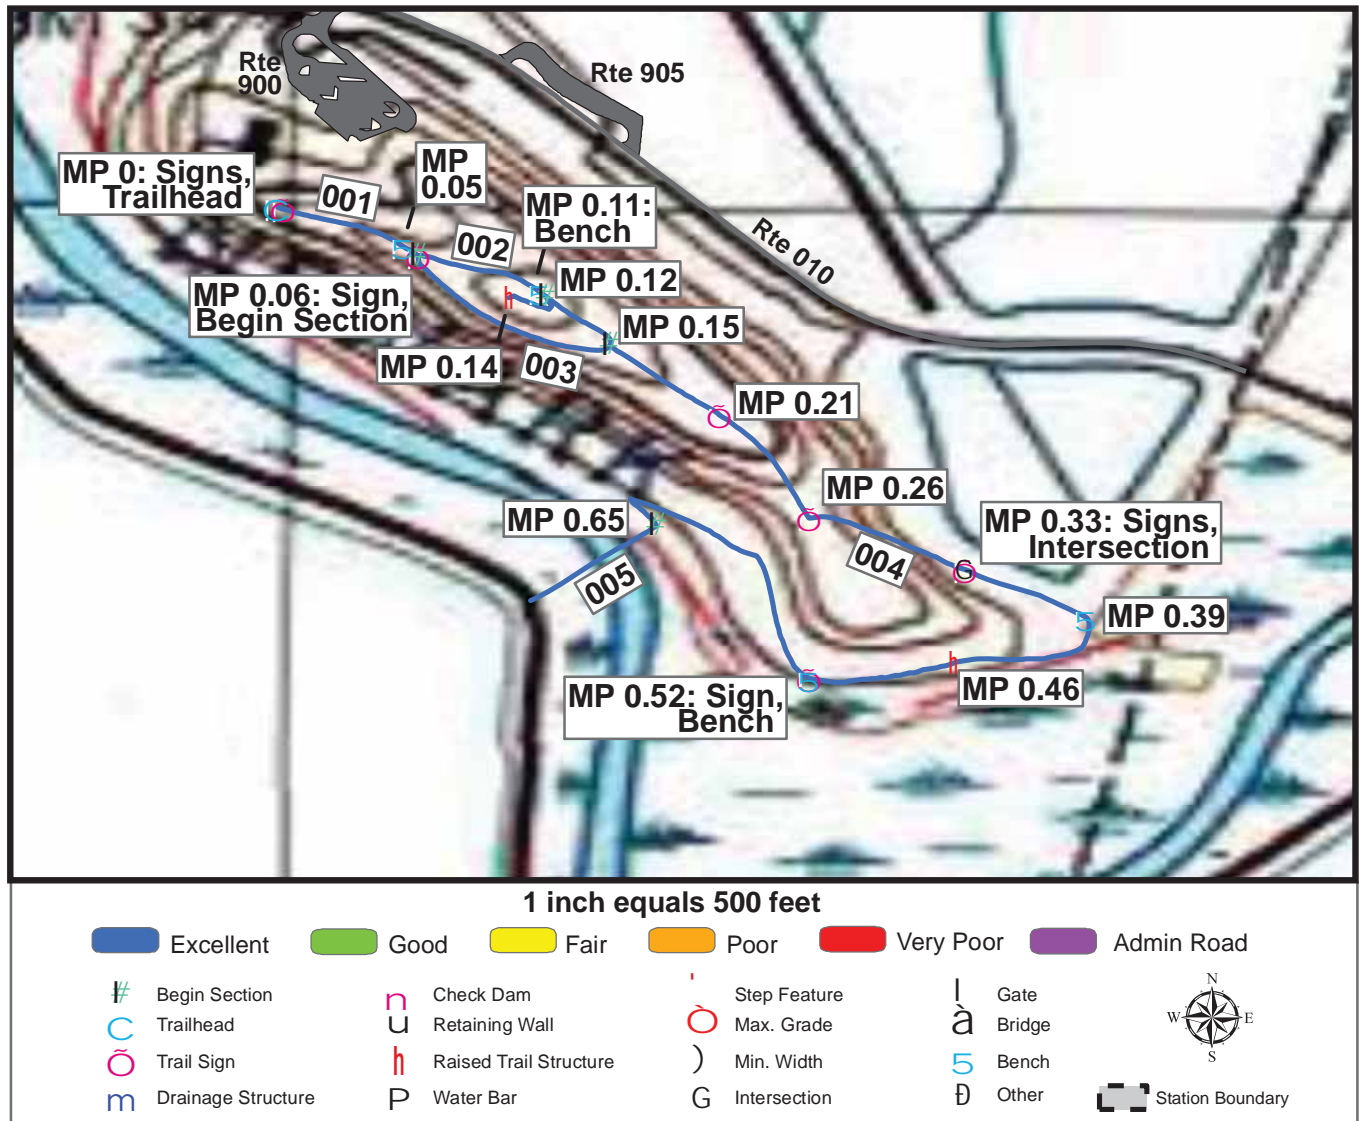 Rte
900
Rte 905
MP 0: Signs,
Trailhead
001
MP
0.05
002
MP 0.11:
Bench
Rte 010
MP 0.12
MP 0.06: Sign,
Begin Section
MP 0.15
MP 0.14
003
MP 0.21
MP 0.26
MP 0.65
004
MP 0.33: Signs,
Intersection
005
MP 0.39
MP 0.46
MP 0.52: Sign,
Bench
1 inch equals 500 feet
Excellent
Good
Fair
Poor
Very Poor
Admin Road
Begin Section
Trailhead
Trail Sign
Drainage Structure
Check Dam
Retaining Wall
Raised Trail Structure
Water Bar
Step Feature
Max. Grade
Min. Width
Intersection
Gate
Bridge
Bench
Other
N
W
E
S
Station Boundary